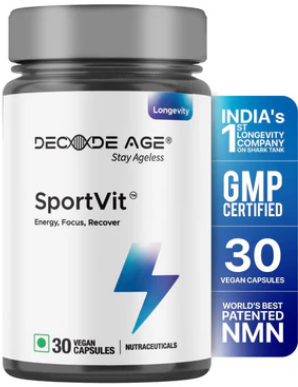 Longevity
DECODE AGE®
Stay Ageless
SportVit™
Energy, Focus, Recover
30 VEGAN
CAPSULES
NUTRACEUTICALS
INDIA's
1ST LONGEVITY
COMPANY
ON SHARK TANK
GMP
CERTIFIED
30
VEGAN CAPSULES
WORLD'S BEST
PATENTED
NMN